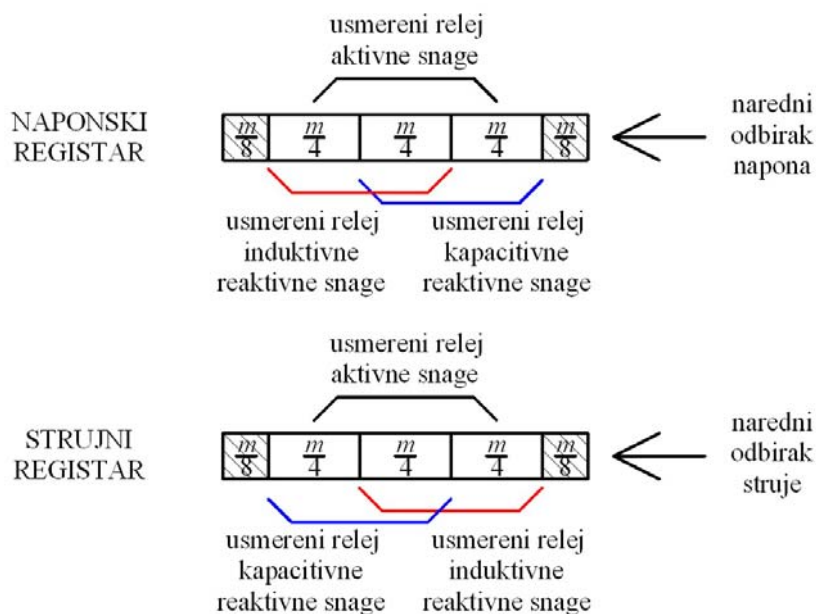 usmereni relej
aktivne snage
NAPONSKI
REGISTAR
m/8 m/4 m/4 m/4 m/8
naredni
odbirak
napona
usmereni relej
induktivne
reaktivne snage
usmereni relej
kapacitivne
reaktivne snage
usmereni relej
aktivne snage
STRUJNI
REGISTAR
m/8 m/4 m/4 m/4 m/8
naredni
odbirak
struje
usmereni relej
kapacitivne
reaktivne snage
usmereni relej
induktivne
reaktivne snage